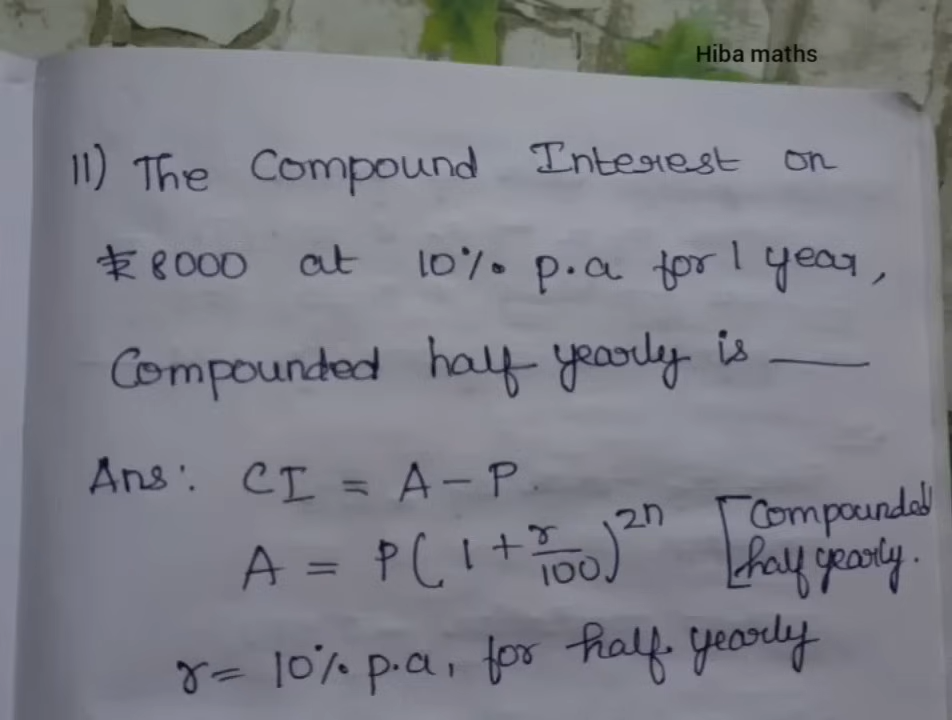 Hiba maths
11) The Compound Interest on
₹ 8000 at 10% p.a for 1 year,
Compounded half yearly is ___
Ans: CI = A - P.
A = P(1 + r/100)^2n [Compounded
half yearly.
r = 10% p.a, for half yearly